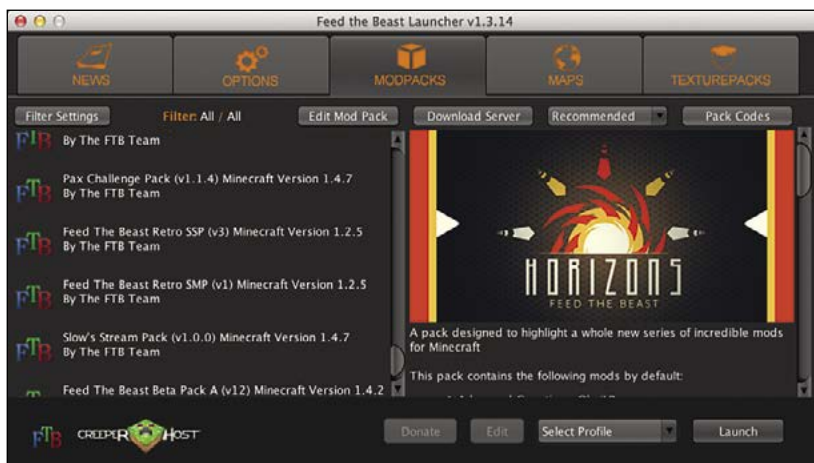 Feed the Beast Launcher v1.3.14
NEWS
OPTIONS
MODPACKS
MAPS
TEXTUREPACKS
Filter Settings
Filter: All / All
Edit Mod Pack
Download Server
Recommended
Pack Codes
FTB
By The FTB Team
FTB
Pax Challenge Pack (v1.1.4) Minecraft Version 1.4.7
By The FTB Team
FTB
Feed The Beast Retro SSP (v3) Minecraft Version 1.2.5
By The FTB Team
FTB
Feed The Beast Retro SMP (v1) Minecraft Version 1.2.5
By The FTB Team
FTB
Slow's Stream Pack (v1.0.0) Minecraft Version 1.4.7
By The FTB Team
Feed The Beast Beta Pack A (v12) Minecraft Version 1.4.2
HORIZONS
FEED THE BEAST
A pack designed to highlight a whole new series of incredible mods
for Minecraft
This pack contains the following mods by default:
FTB
CREEPER HOST
Donate
Edit
Select Profile
Launch